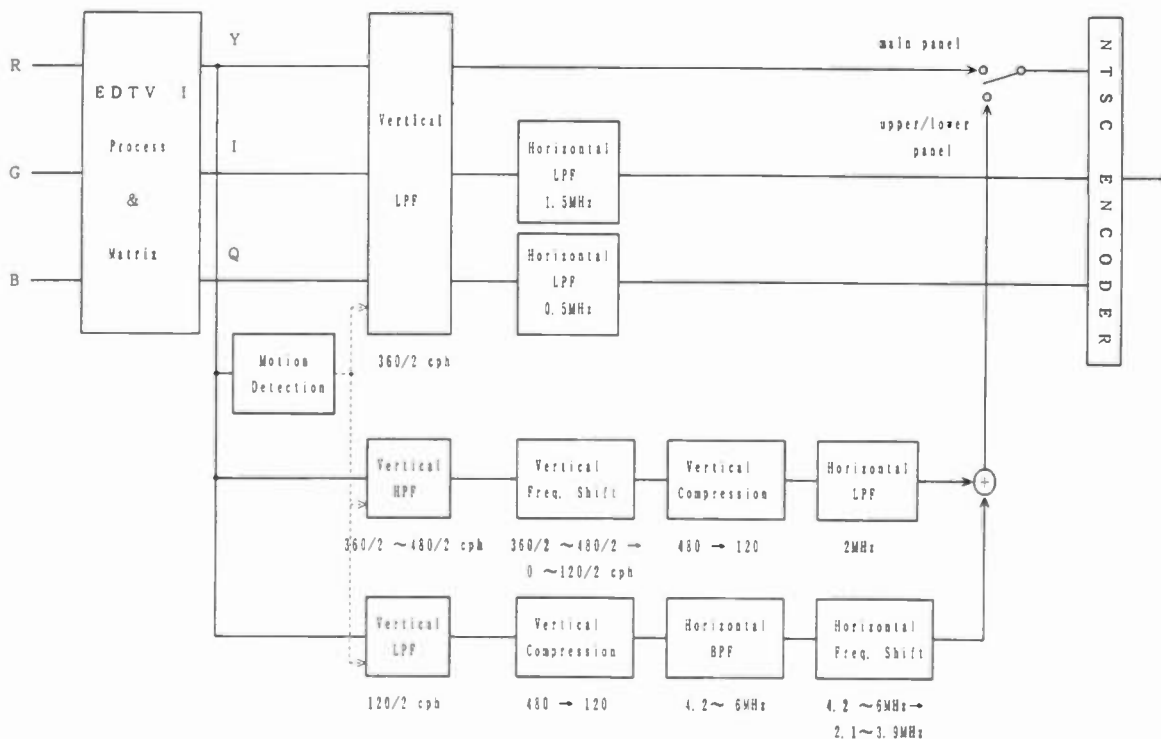 R
G
B
EDTV I
Process
&
Matrix
Y
I
Q
Vertical
LPF
360/2 cph
Horizontal
LPF
1.5MHz
Horizontal
LPF
0.5MHz
main panel
upper/lower
panel
NTSC ENCODER
Motion
Detection
Vertical
HPF
360/2 ~480/2 cph
Vertical
Freq. Shift
360/2 ~480/2 →
0 ~120/2 cph
Vertical
Compression
480 → 120
Horizontal
LPF
2MHz
+
Vertical
LPF
120/2 cph
Vertical
Compression
480 → 120
Horizontal
BPF
4.2~ 6MHz
Horizontal
Freq. Shift
4.2 ~6MHz→
2.1~3.9MHz